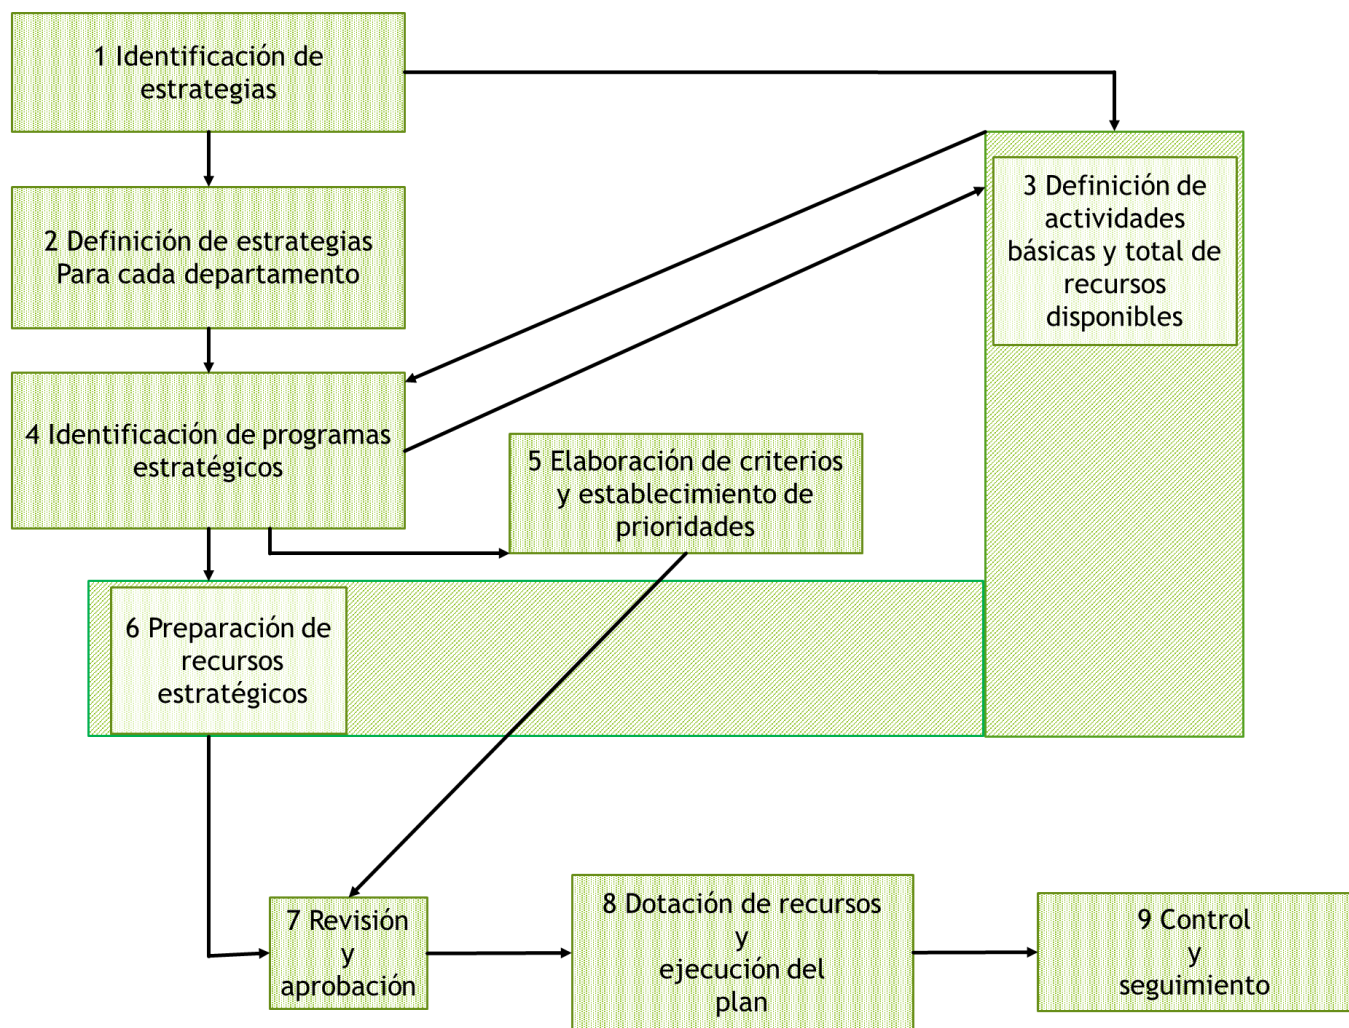 1 Identificación de
estrategias
2 Definición de estrategias
Para cada departamento
3 Definición de
actividades
básicas y total de
recursos
disponibles
4 Identificación de programas
estratégicos
5 Elaboración de criterios
y establecimiento de
prioridades
6 Preparación de
recursos
estratégicos
7 Revisión
y
aprobación
8 Dotación de recursos
y
ejecución del
plan
9 Control
y
seguimiento